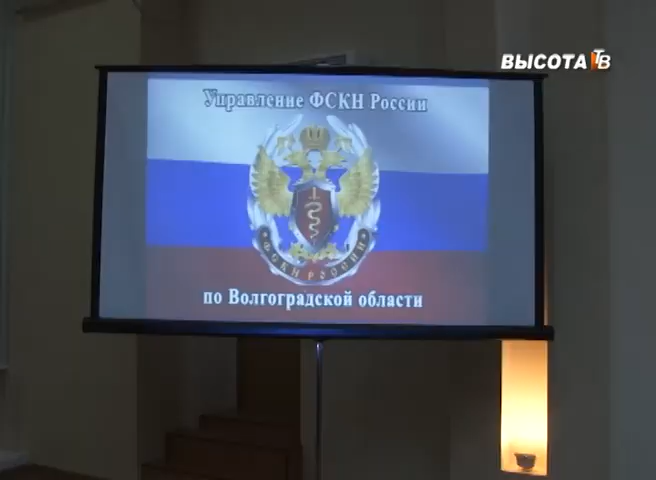 ВЫСОТА ТВ
Управление ФСКН России
ФСКН РОССИИ
по Волгоградской области